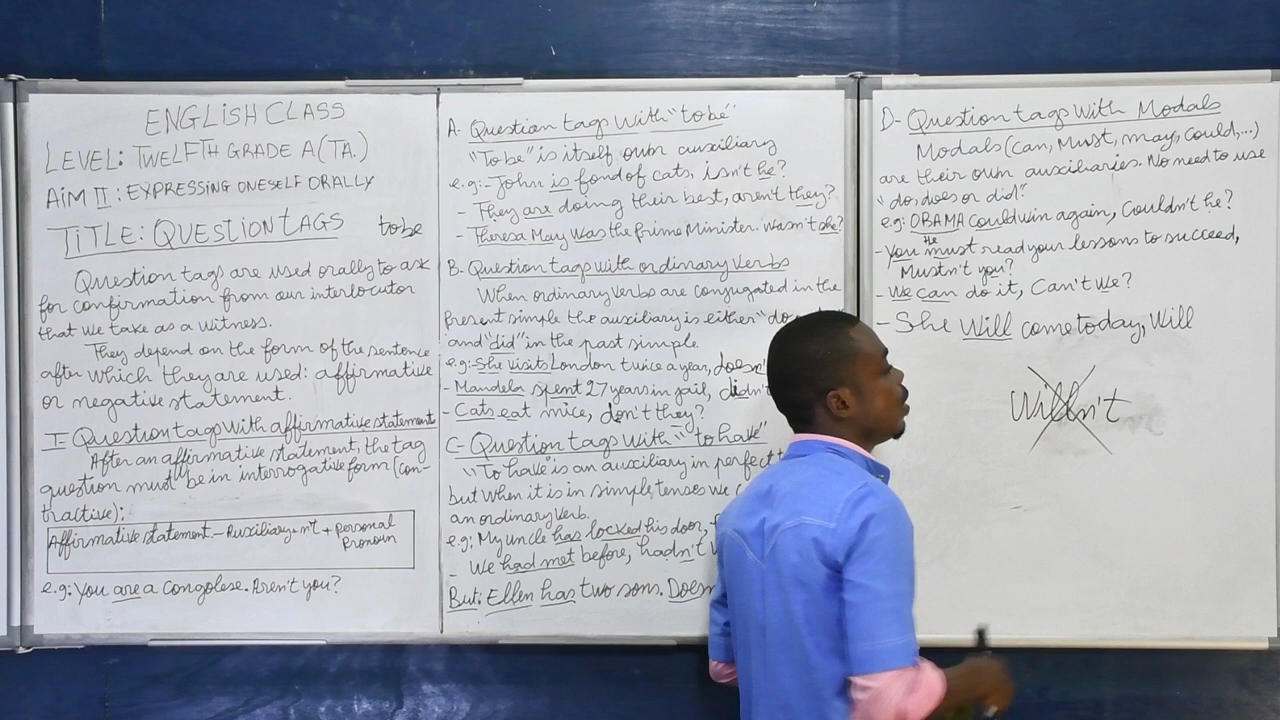 ENGLISH CLASS
LEVEL: TWELFTH GRADE A (TA.)
AIM II: EXPRESSING ONESELF ORALLY
TITLE: QUESTION TAGS
to be
Question tags are used orally to ask
for confirmation from our interlocutor
that we take as a witness.
They depend on the form of the sentence
after which they are used: affirmative
or negative statement.
I- Question tags with affirmative statement
After an affirmative statement, the tag
question must be in interrogative form (con-
tractive):
Affirmative statement - Auxiliary + nt + personal
pronoun
e.g: You are a Congolese. Aren't you?
A- Question tags with "to be"
"To be" is itself own auxiliary
e.g:- John is fond of cats, isn't he?
- They are doing their best, aren't they?
- Theresa May was the prime Minister. Wasn't she?
B- Question tags with ordinary verbs
When ordinary verbs are conjugated in the
present simple the auxiliary is either "do
and "did" in the past simple
e.g:- She visits London twice a year, doesn'
- Mandela spent 27 years in jail, didn'
- Cats eat mice, don't they?
C- Question tags with "to have"
"To have" is an auxiliary in perfect
but when it is in simple tenses we
an ordinary verb.
e.g: My uncle has locked his door,
- We had met before, hadn't
But: Ellen has two sons. Doesn
D- Question tags with Modals
Modals (can, Must, may, could,...)
are their own auxiliaries. No need to use
"do, does or did".
e.g: OBAMA could win again, Couldn't he?
- You must read your lessons to succeed,
Mustn't you?
- We can do it, Can't we?
- She Will come today, Will
Willn't